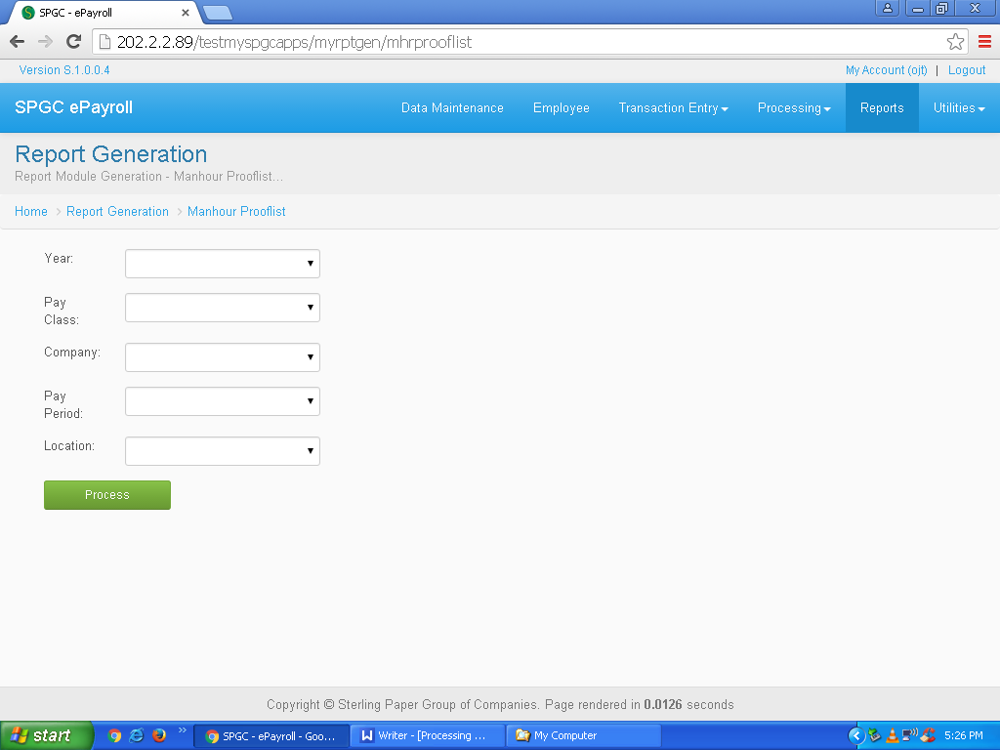 SPGC - ePayroll
202.2.2.89/testmyspgcapps/myrptgen/mhrprooflist
Version S.1.0.0.4
My Account (ojt) | Logout
SPGC ePayroll
Data Maintenance Employee Transaction Entry Processing Reports Utilities
Report Generation
Report Module Generation - Manhour Prooflist...
Home > Report Generation > Manhour Prooflist
Year:
Pay
Class:
Company:
Pay
Period:
Location:
Process
Copyright © Sterling Paper Group of Companies. Page rendered in 0.0126 seconds
start
SPGC - ePayroll - Goo...
Writer - [Processing ...
My Computer
5:26 PM